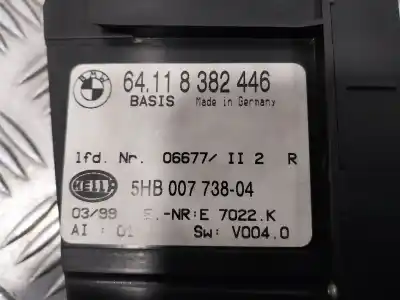 BMW
64.11 8 382 446
BASIS Made in Germany
lfd. Nr. 06677/ II 2 R
HELLA 5HB 007 738-04
03/99 E.-NR:E 7022.K
AI : 01 Sw: V004.0